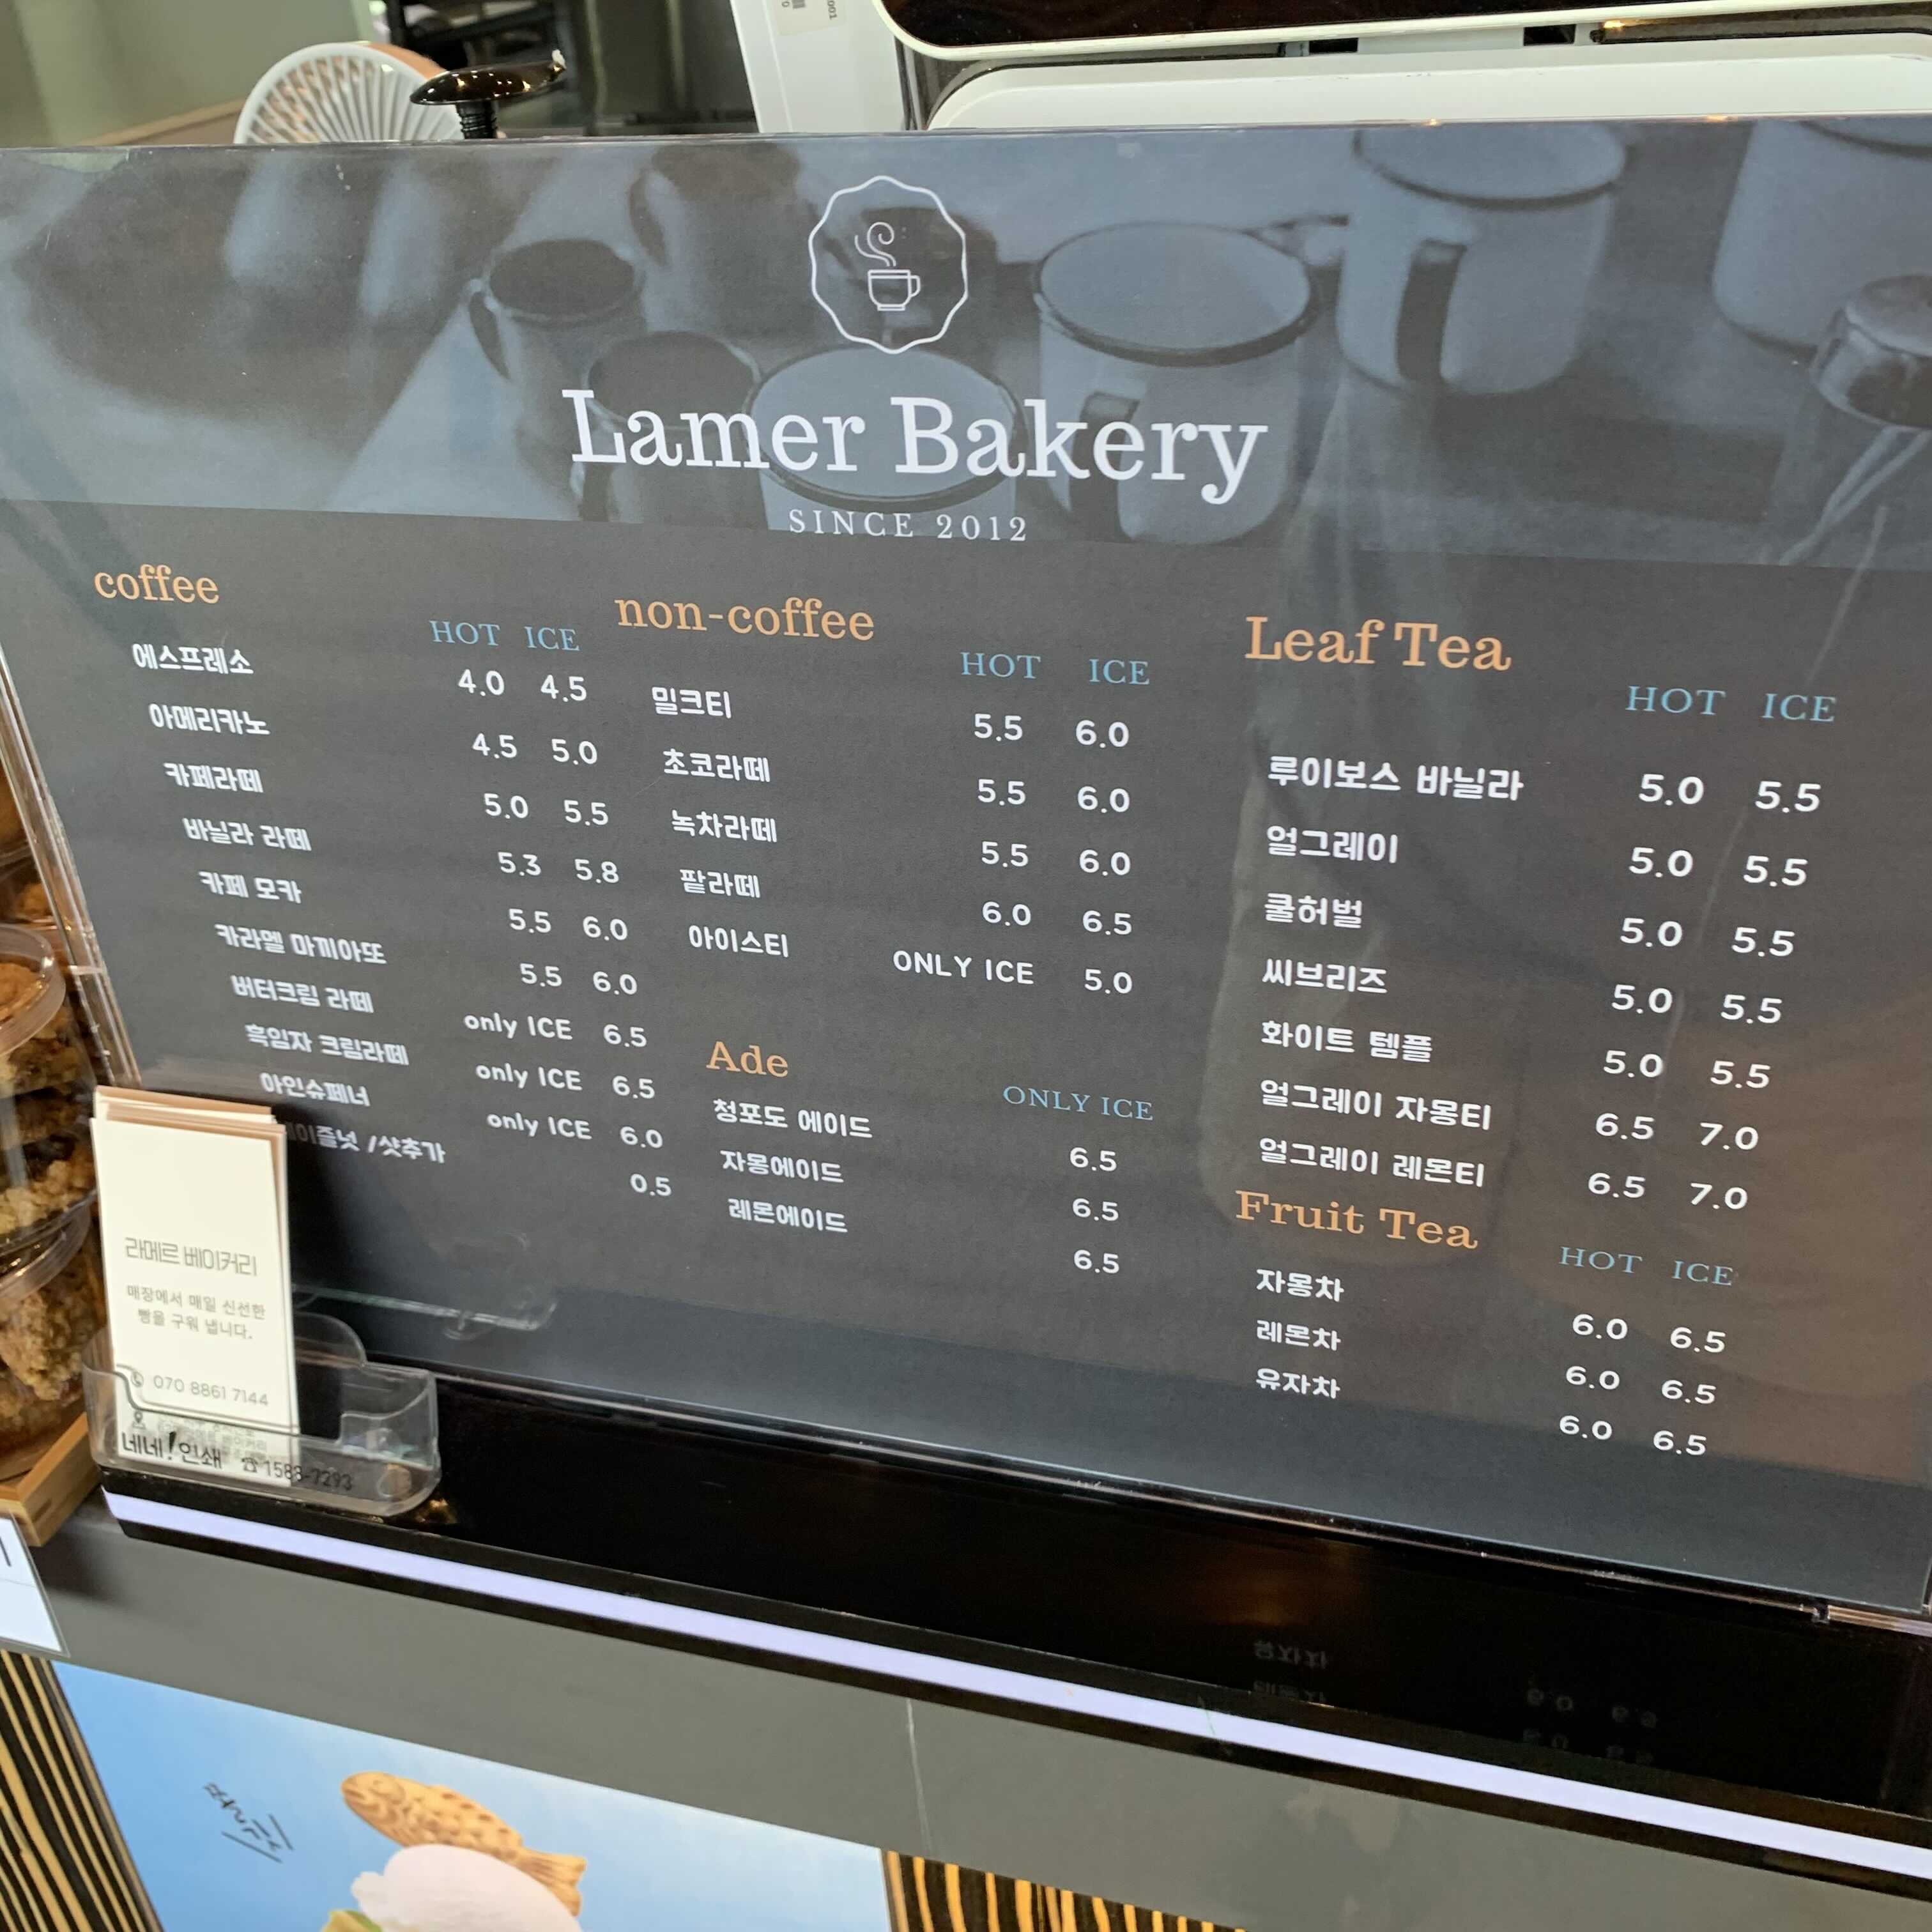 Lamer Bakery
SINCE 2012
coffee
HOT ICE
에스프레소 4.0 4.5
아메리카노 4.5 5.0
카페라떼 5.0 5.5
바닐라 라떼 5.3 5.8
카페 모카 5.5 6.0
카라멜 마끼아또 5.5 6.0
버터크림 라떼 only ICE 6.5
흑임자 크림라떼 only ICE 6.5
아인슈페너 only ICE 6.0
/샷추가 0.5
non-coffee
HOT ICE
밀크티 5.5 6.0
초코라떼 5.5 6.0
녹차라떼 5.5 6.0
팥라떼 6.0 6.5
아이스티 ONLY ICE 5.0
Ade
ONLY ICE
청포도 에이드 6.5
자몽에이드 6.5
레몬에이드 6.5
Leaf Tea
HOT ICE
루이보스 바닐라 5.0 5.5
얼그레이 5.0 5.5
쿨허벌 5.0 5.5
씨브리즈 5.0 5.5
화이트 템플 5.0 5.5
얼그레이 자몽티 6.5 7.0
얼그레이 레몬티 6.5 7.0
Fruit Tea
HOT ICE
자몽차 6.0 6.5
레몬차 6.0 6.5
유자차 6.0 6.5
라메르 베이커리
매장에서 매일 신선한
빵을 구워 냅니다.
070 8861 7144
네네!인쇄 ☎1588-7293